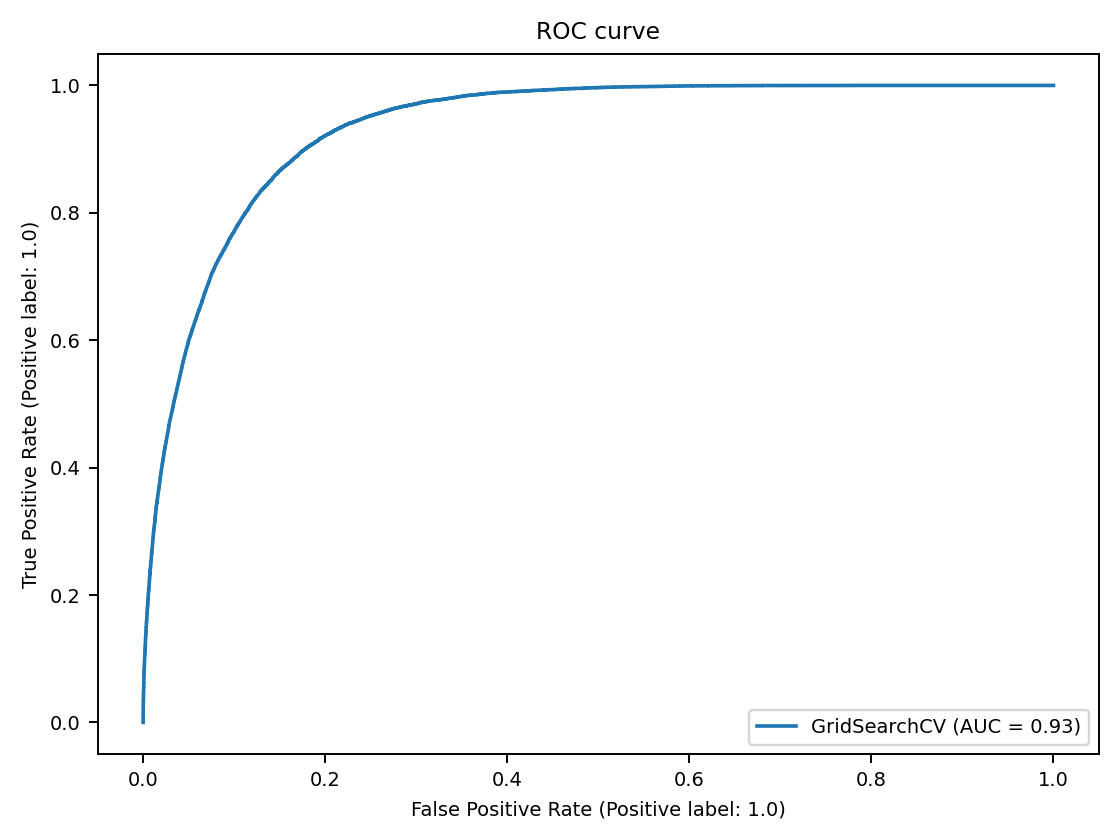 ROC curve
True Positive Rate (Positive label: 1.0)
1.0
0.8
0.6
0.4
0.2
0.0
0.0 0.2 0.4 0.6 0.8 1.0
False Positive Rate (Positive label: 1.0)
GridSearchCV (AUC = 0.93)